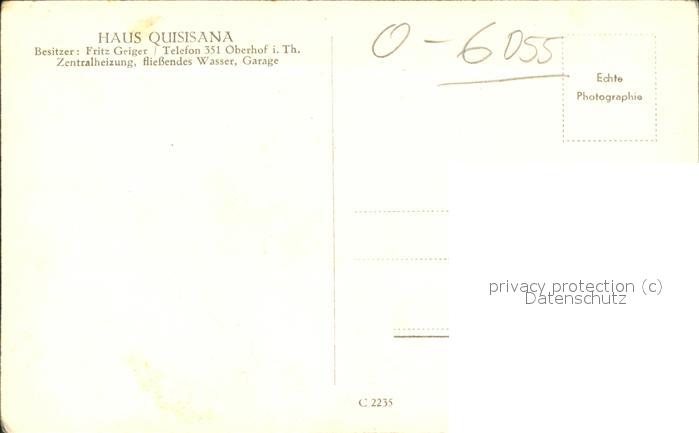 HAUS QUISISANA
Besitzer: Fritz Geiger / Telefon 351 Oberhof i. Th.
Zentralheizung, fließendes Wasser, Garage
O - 6055
Echte
Photographie
privacy protection (c)
Datenschutz
C 2235